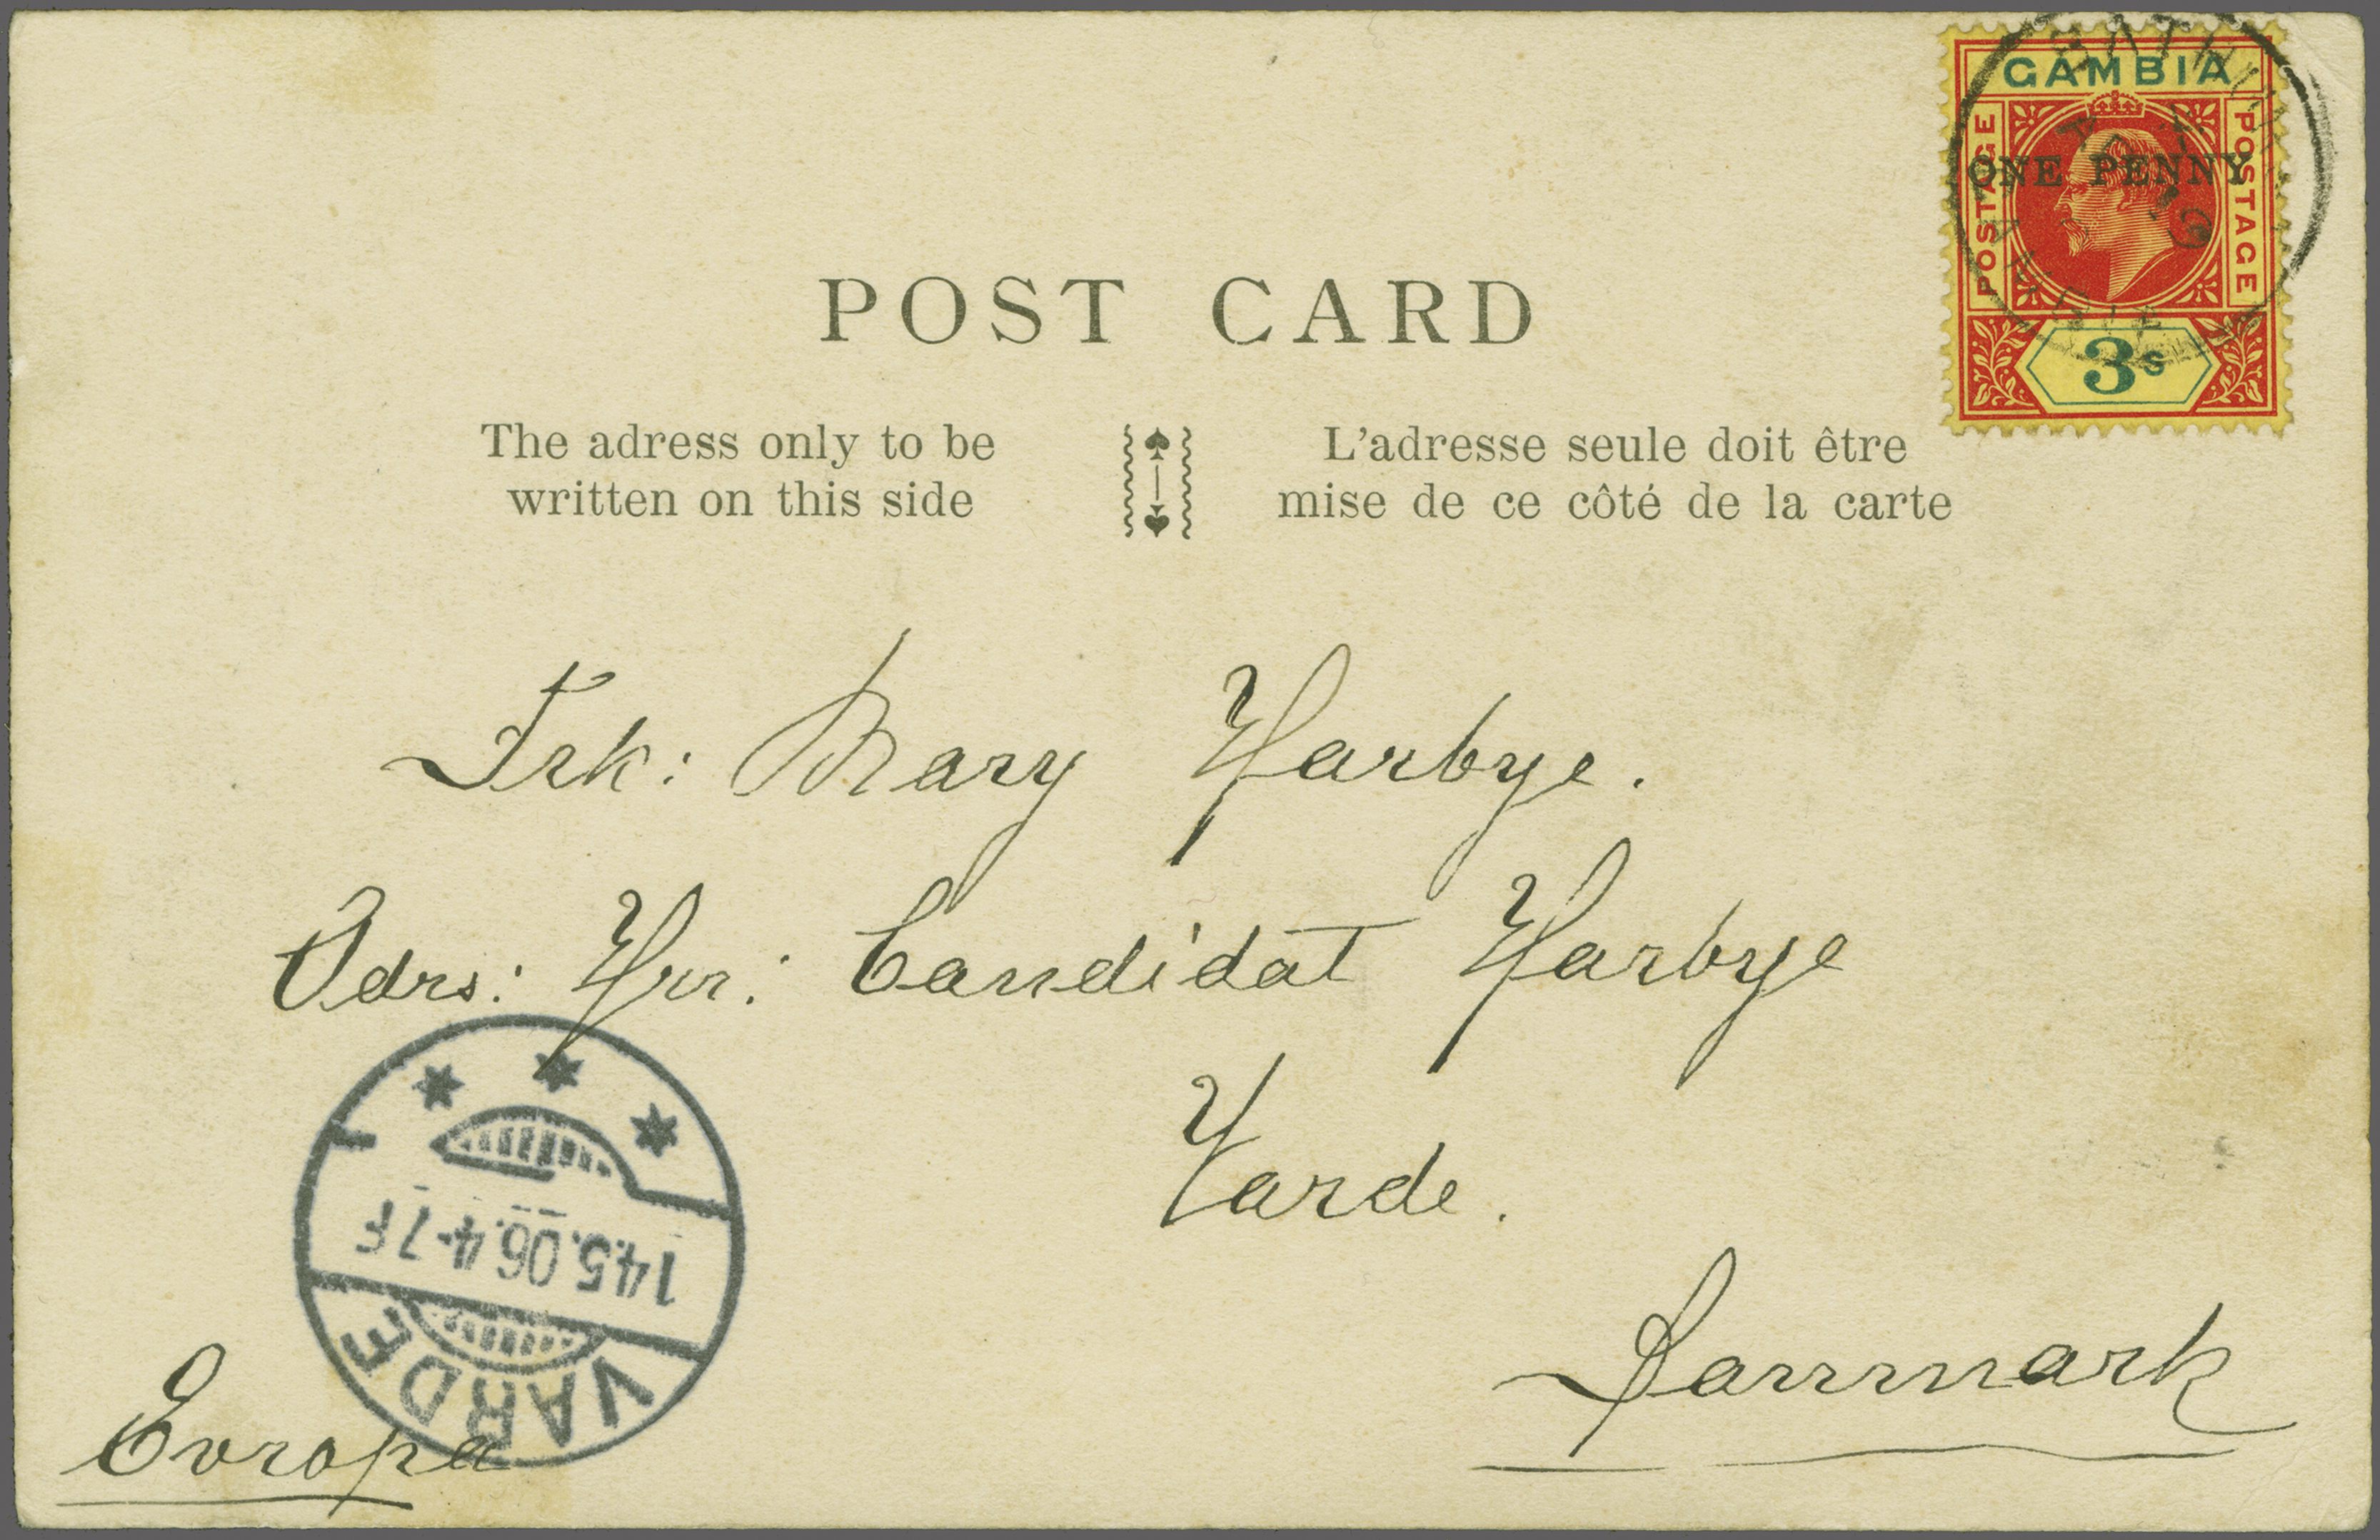 GAMBIA
POSTAGE
POSTAGE
ONE PENNY
3s
POST CARD
The adress only to be
written on this side
L'adresse seule doit être
mise de ce côté de la carte
Frk: Mary Harbye.
Adrs: Hrr: Candidat Harbye
Varde.
Danmark
Evropa
14.5.06.4-7F
VARDE